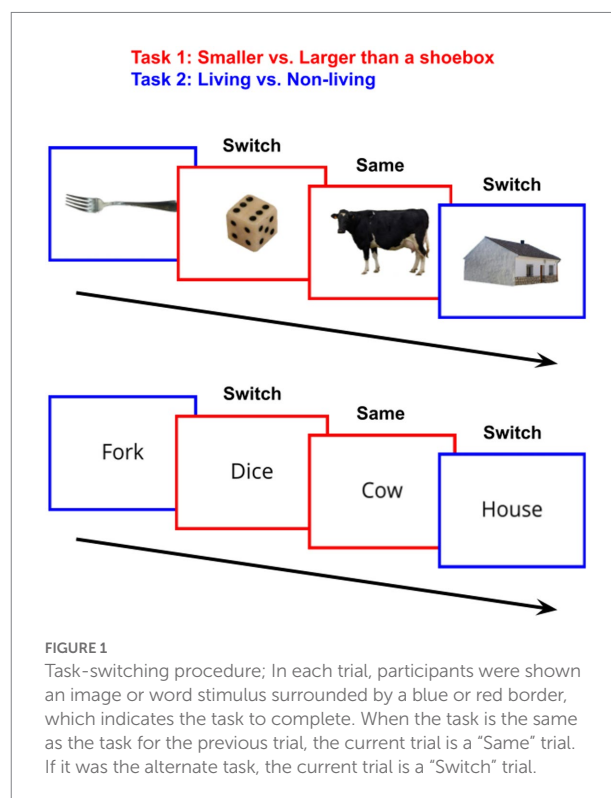 Task 1: Smaller vs. Larger than a shoebox
Task 2: Living vs. Non-living
Switch
Same
Switch
Switch
Same
Switch
Fork
Dice
Cow
House
FIGURE 1
Task-switching procedure; In each trial, participants were shown
an image or word stimulus surrounded by a blue or red border,
which indicates the task to complete. When the task is the same
as the task for the previous trial, the current trial is a “Same” trial.
If it was the alternate task, the current trial is a “Switch” trial.